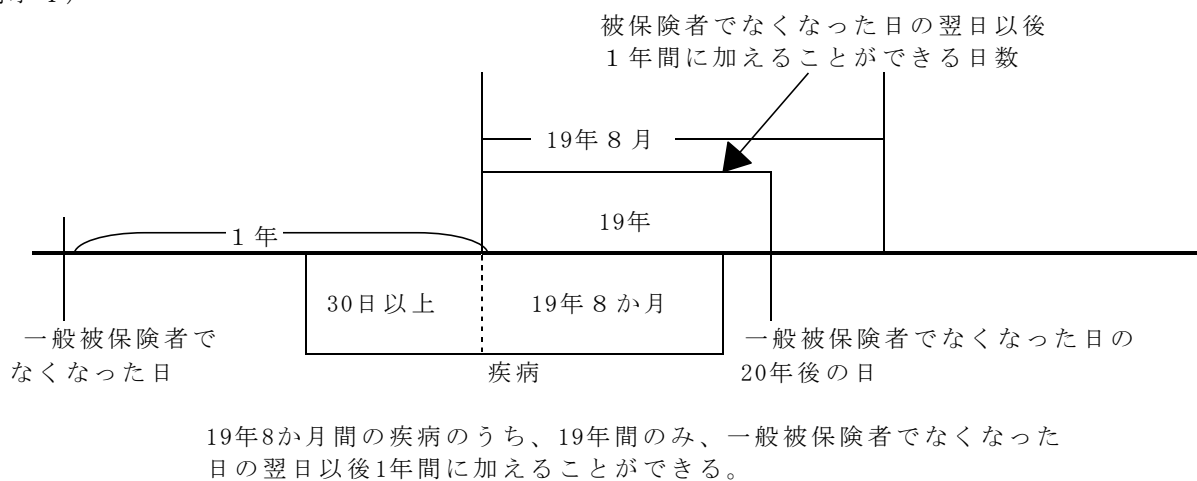 被保険者でなくなった日の翌日以後
１年間に加えることができる日数
19年８月
19年
１年
30日以上
19年８か月
一般被保険者で
なくなった日
疾病
一般被保険者でなくなった日の
20年後の日
19年8か月間の疾病のうち、19年間のみ、一般被保険者でなくなった
日の翌日以後1年間に加えることができる。